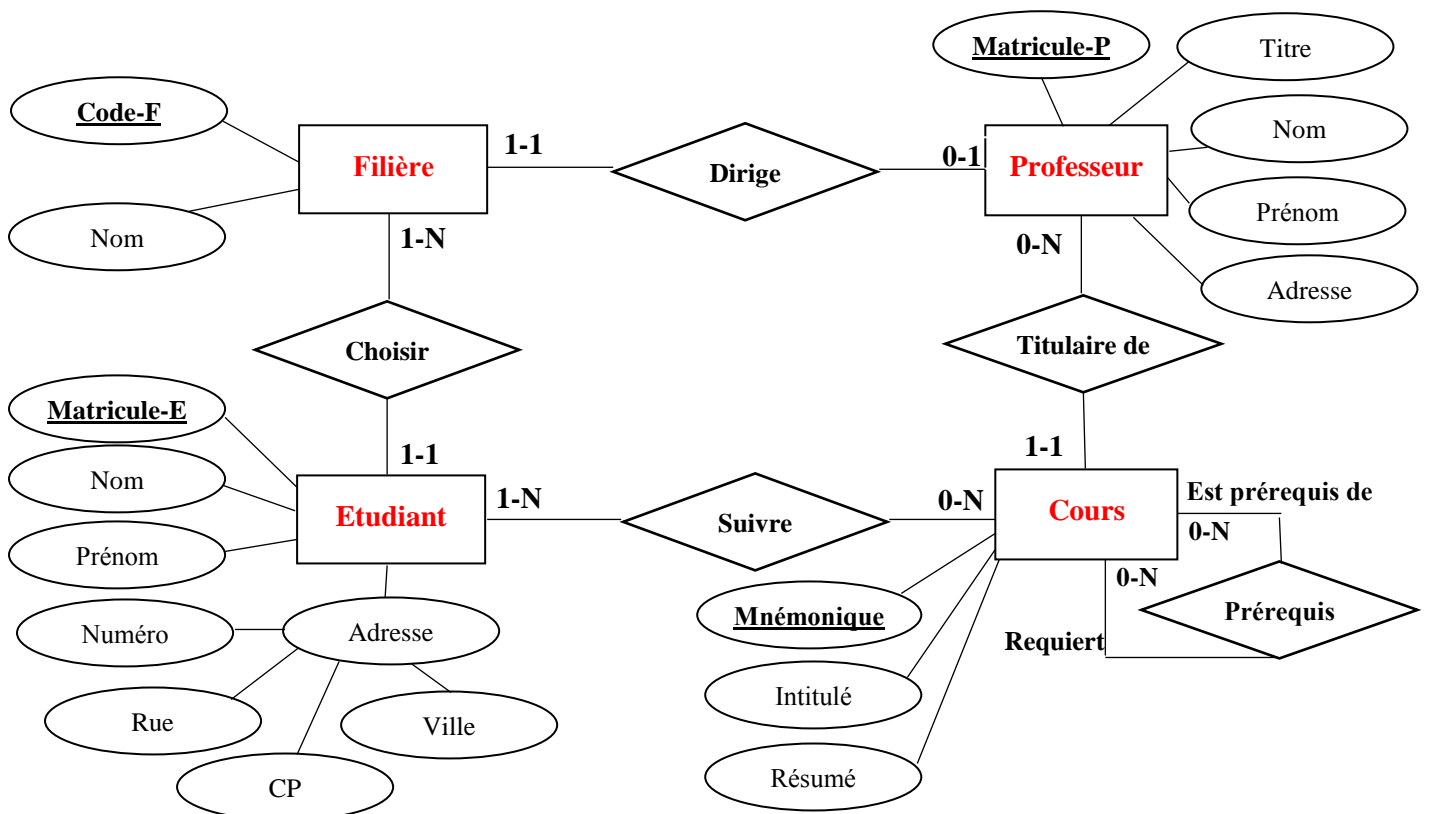 Matricule-P
Titre
Code-F
Nom
Filière
1-1
Dirige
0-1
Professeur
Prénom
Nom
1-N
0-N
Adresse
Choisir
Titulaire de
Matricule-E
1-1
1-1
Nom
Etudiant
1-N
Suivre
0-N
Cours
Est prérequis de
0-N
Prénom
0-N
Numéro
Adresse
Mnémonique
Prérequis
Requiert
Rue
Ville
Intitulé
CP
Résumé